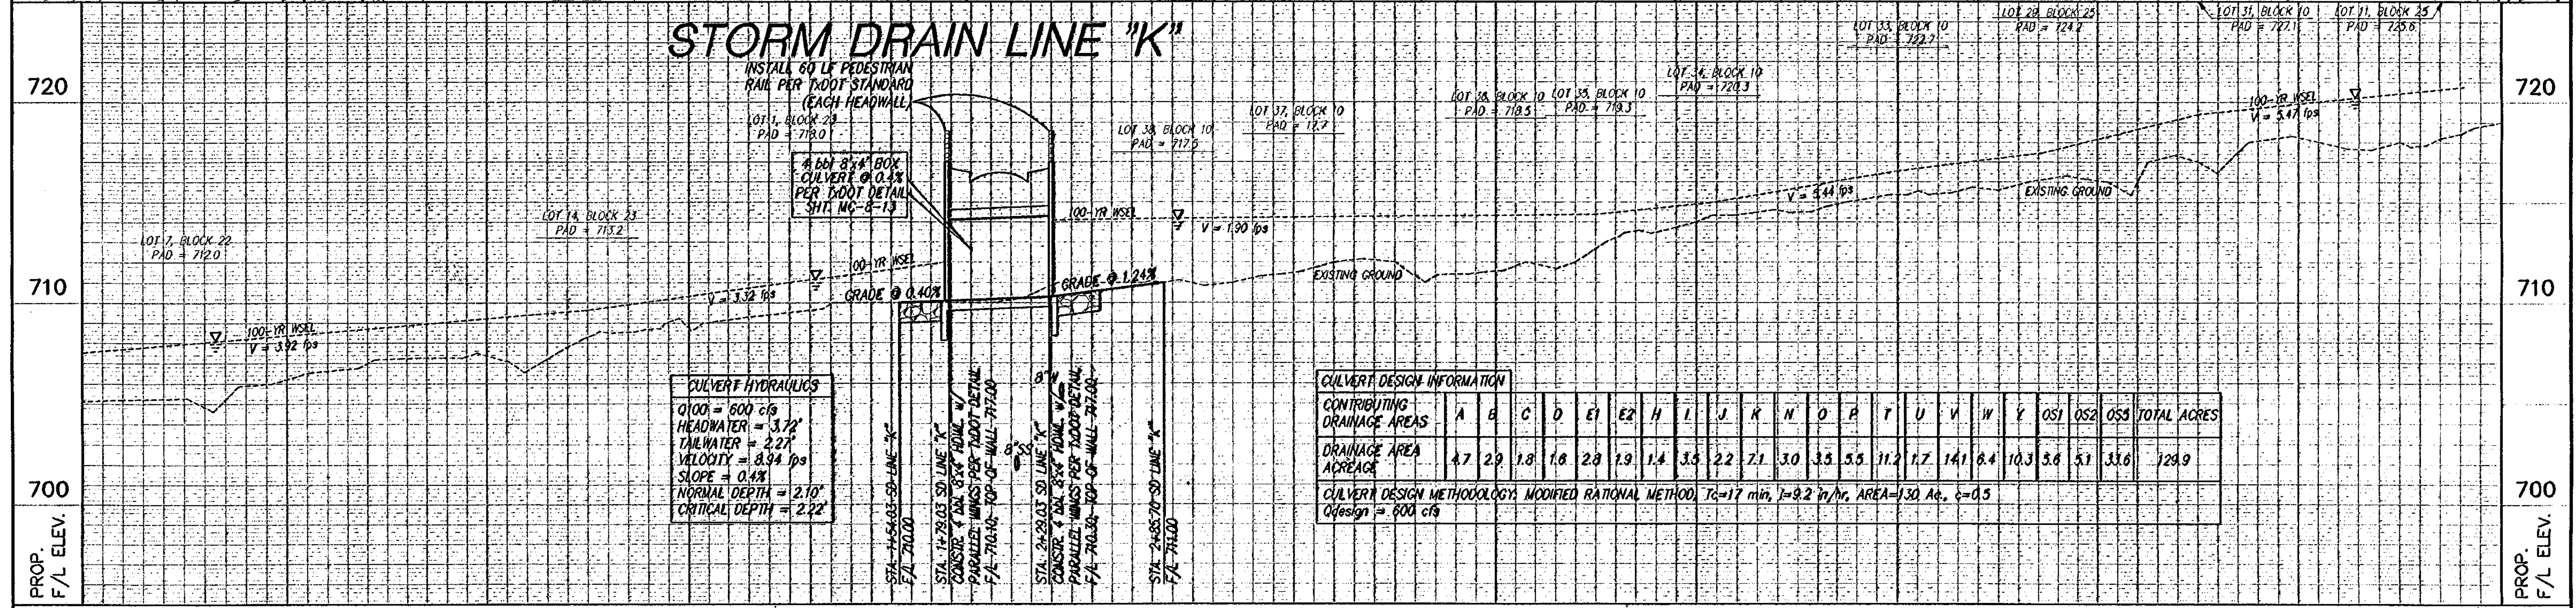 STORM DRAIN LINE "K"
INSTALL 60 LF PEDESTRIAN
RAIL PER TxDOT STANDARD
(EACH HEADWALL)
LOT 1, BLOCK 23
4 bbl 8'x4' BOX
CULVERT @ 0.4%
PER TxDOT DETAIL
SHT. MC-8-13
LOT 7, BLOCK 22
PAD = 712.0
LOT 14, BLOCK 23
PAD = 713.2
LOT 38, BLOCK 10
PAD = 717.5
LOT 37, BLOCK 10
LOT 36, BLOCK 10
PAD = 718.5
LOT 35, BLOCK 10
PAD = 719.3
LOT 34, BLOCK 10
PAD = 720.3
LOT 33, BLOCK 10
PAD = 722.7
LOT 29, BLOCK 25
PAD = 724.2
LOT 31, BLOCK 10
PAD = 727.1
LOT 11, BLOCK 25
PAD = 725.6
720
710
700
PROP.
F/L ELEV.
720
710
700
PROP.
F/L ELEV.
100-YR WSEL
V = 3.92 fps
V = 3.32 fps
00-YR WSEL
GRADE @ 0.40%
GRADE @ 1.24%
100-YR WSEL
V = 1.90 fps
EXISTING GROUND
EXISTING GROUND
100-YR WSEL
V = 5.47 fps
CULVERT HYDRAULICS
Q100 = 600 cfs
HEADWATER = 3.72'
TAILWATER = 2.27'
VELOCITY = 8.94 fps
SLOPE = 0.4%
NORMAL DEPTH = 2.10'
CRITICAL DEPTH = 2.22'
STA. 1+54.03 SD LINE "K"
F/L 710.00
STA. 1+79.03 SD LINE "K"
CONSTR. 4 bbl. 8'x4' HDWL w/
PARALLEL WINGS PER TxDOT DETAIL
F/L 710.10; TOP OF WALL 717.00
8" SS
8" W
STA. 2+29.03 SD LINE "K"
CONSTR. 4 bbl. 8'x4' HDWL w/
PARALLEL WINGS PER TxDOT DETAIL
F/L 710.30; TOP OF WALL 717.00
STA. 2+85.70 SD LINE "K"
F/L 711.00
CULVERT DESIGN INFORMATION
CONTRIBUTING DRAINAGE AREAS A B C D E1 E2 H I J K N O P T U V W Y OS1 OS2 OS3 TOTAL ACRES
DRAINAGE AREA ACREAGE 4.7 2.9 1.8 1.6 2.8 1.9 1.4 3.5 2.2 7.1 3.0 3.5 5.5 11.2 1.7 14.1 6.4 10.3 5.6 5.1 33.6 129.9
CULVERT DESIGN METHODOLOGY: MODIFIED RATIONAL METHOD, Tc=17 min, I=9.2 in/hr, AREA=130 Ac., c=0.5
Qdesign = 600 cfs